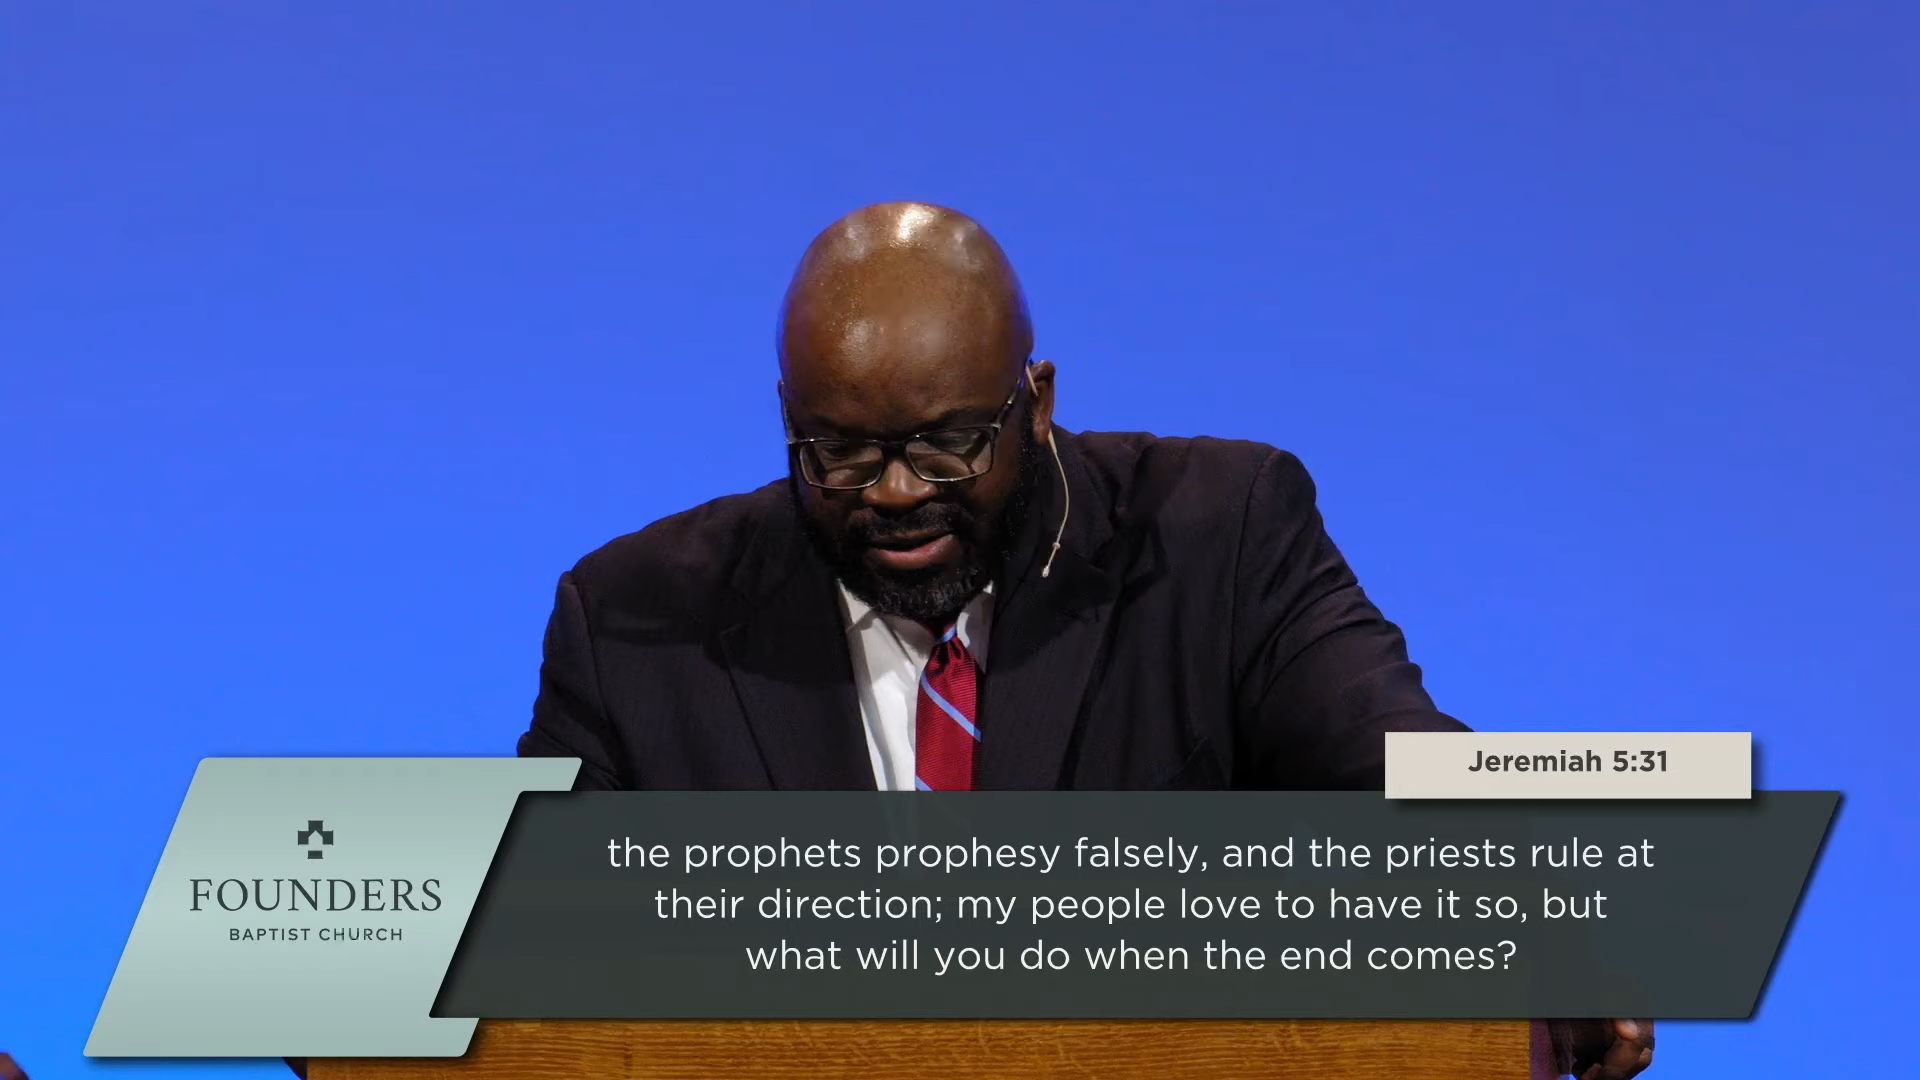 Jeremiah 5:31
the prophets prophesy falsely, and the priests rule at
their direction; my people love to have it so, but
what will you do when the end comes?
FOUNDERS
BAPTIST CHURCH